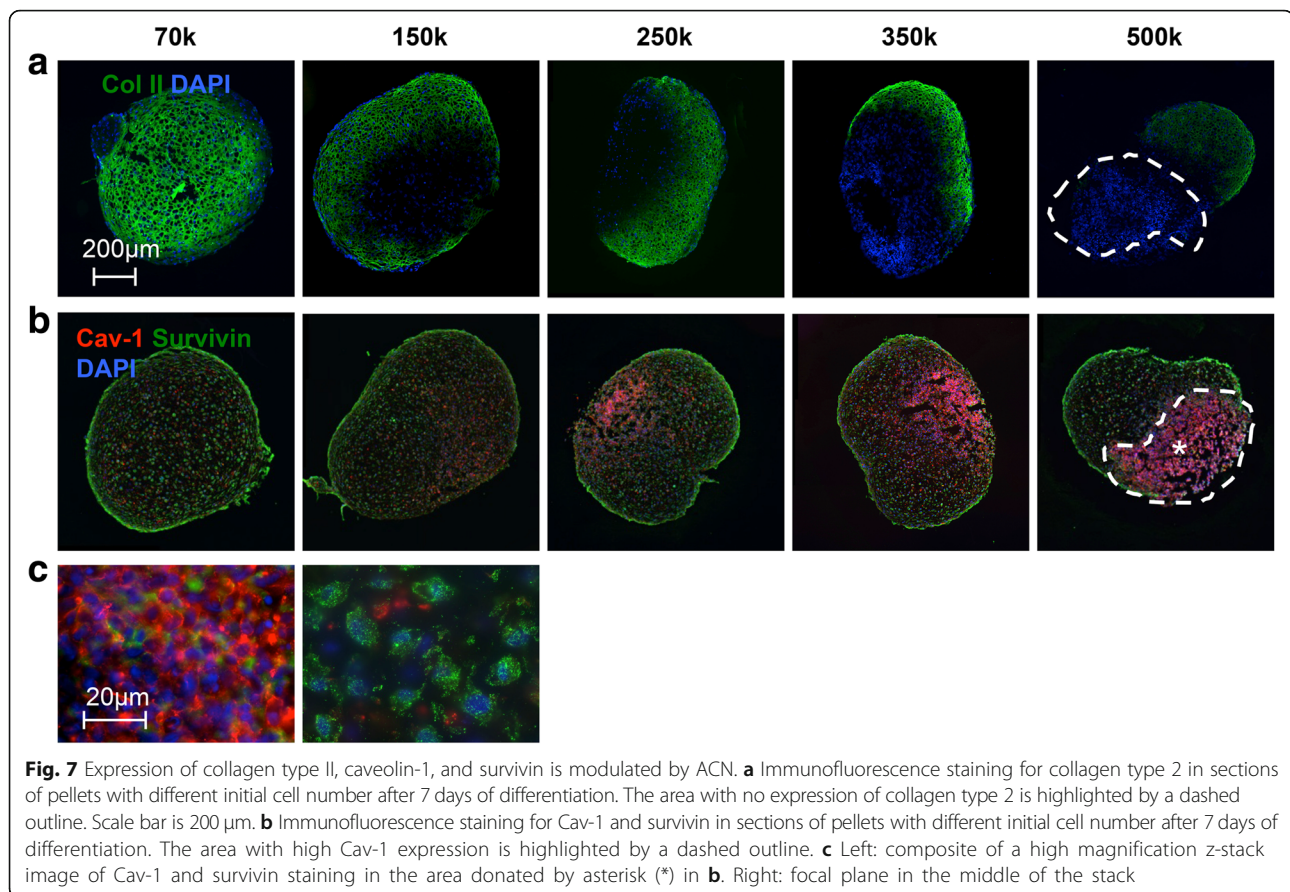 70k 150k 250k 350k 500k
a
Col II DAPI
200µm
b
Cav-1 Survivin
DAPI
*
c
20µm
Fig. 7 Expression of collagen type II, caveolin-1, and survivin is modulated by ACN. a Immunofluorescence staining for collagen type 2 in sections
of pellets with different initial cell number after 7 days of differentiation. The area with no expression of collagen type 2 is highlighted by a dashed
outline. Scale bar is 200 µm. b Immunofluorescence staining for Cav-1 and survivin in sections of pellets with different initial cell number after 7 days of
differentiation. The area with high Cav-1 expression is highlighted by a dashed outline. c Left: composite of a high magnification z-stack
image of Cav-1 and survivin staining in the area donated by asterisk (*) in b. Right: focal plane in the middle of the stack